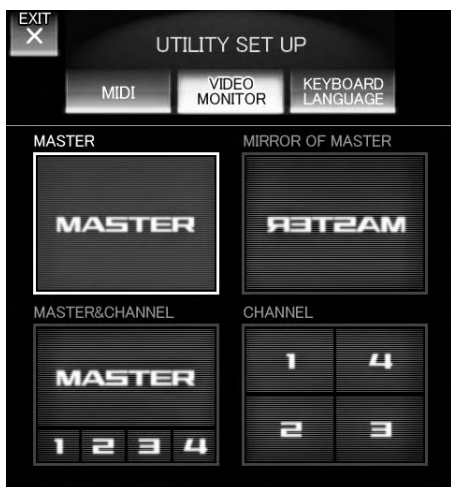 EXIT
×
UTILITY SET UP
MIDI
VIDEO
MONITOR
KEYBOARD
LANGUAGE
MASTER
MIRROR OF MASTER
MASTER
MASTER
MASTER&CHANNEL
CHANNEL
MASTER
1 2 3 4
1 4
2 3